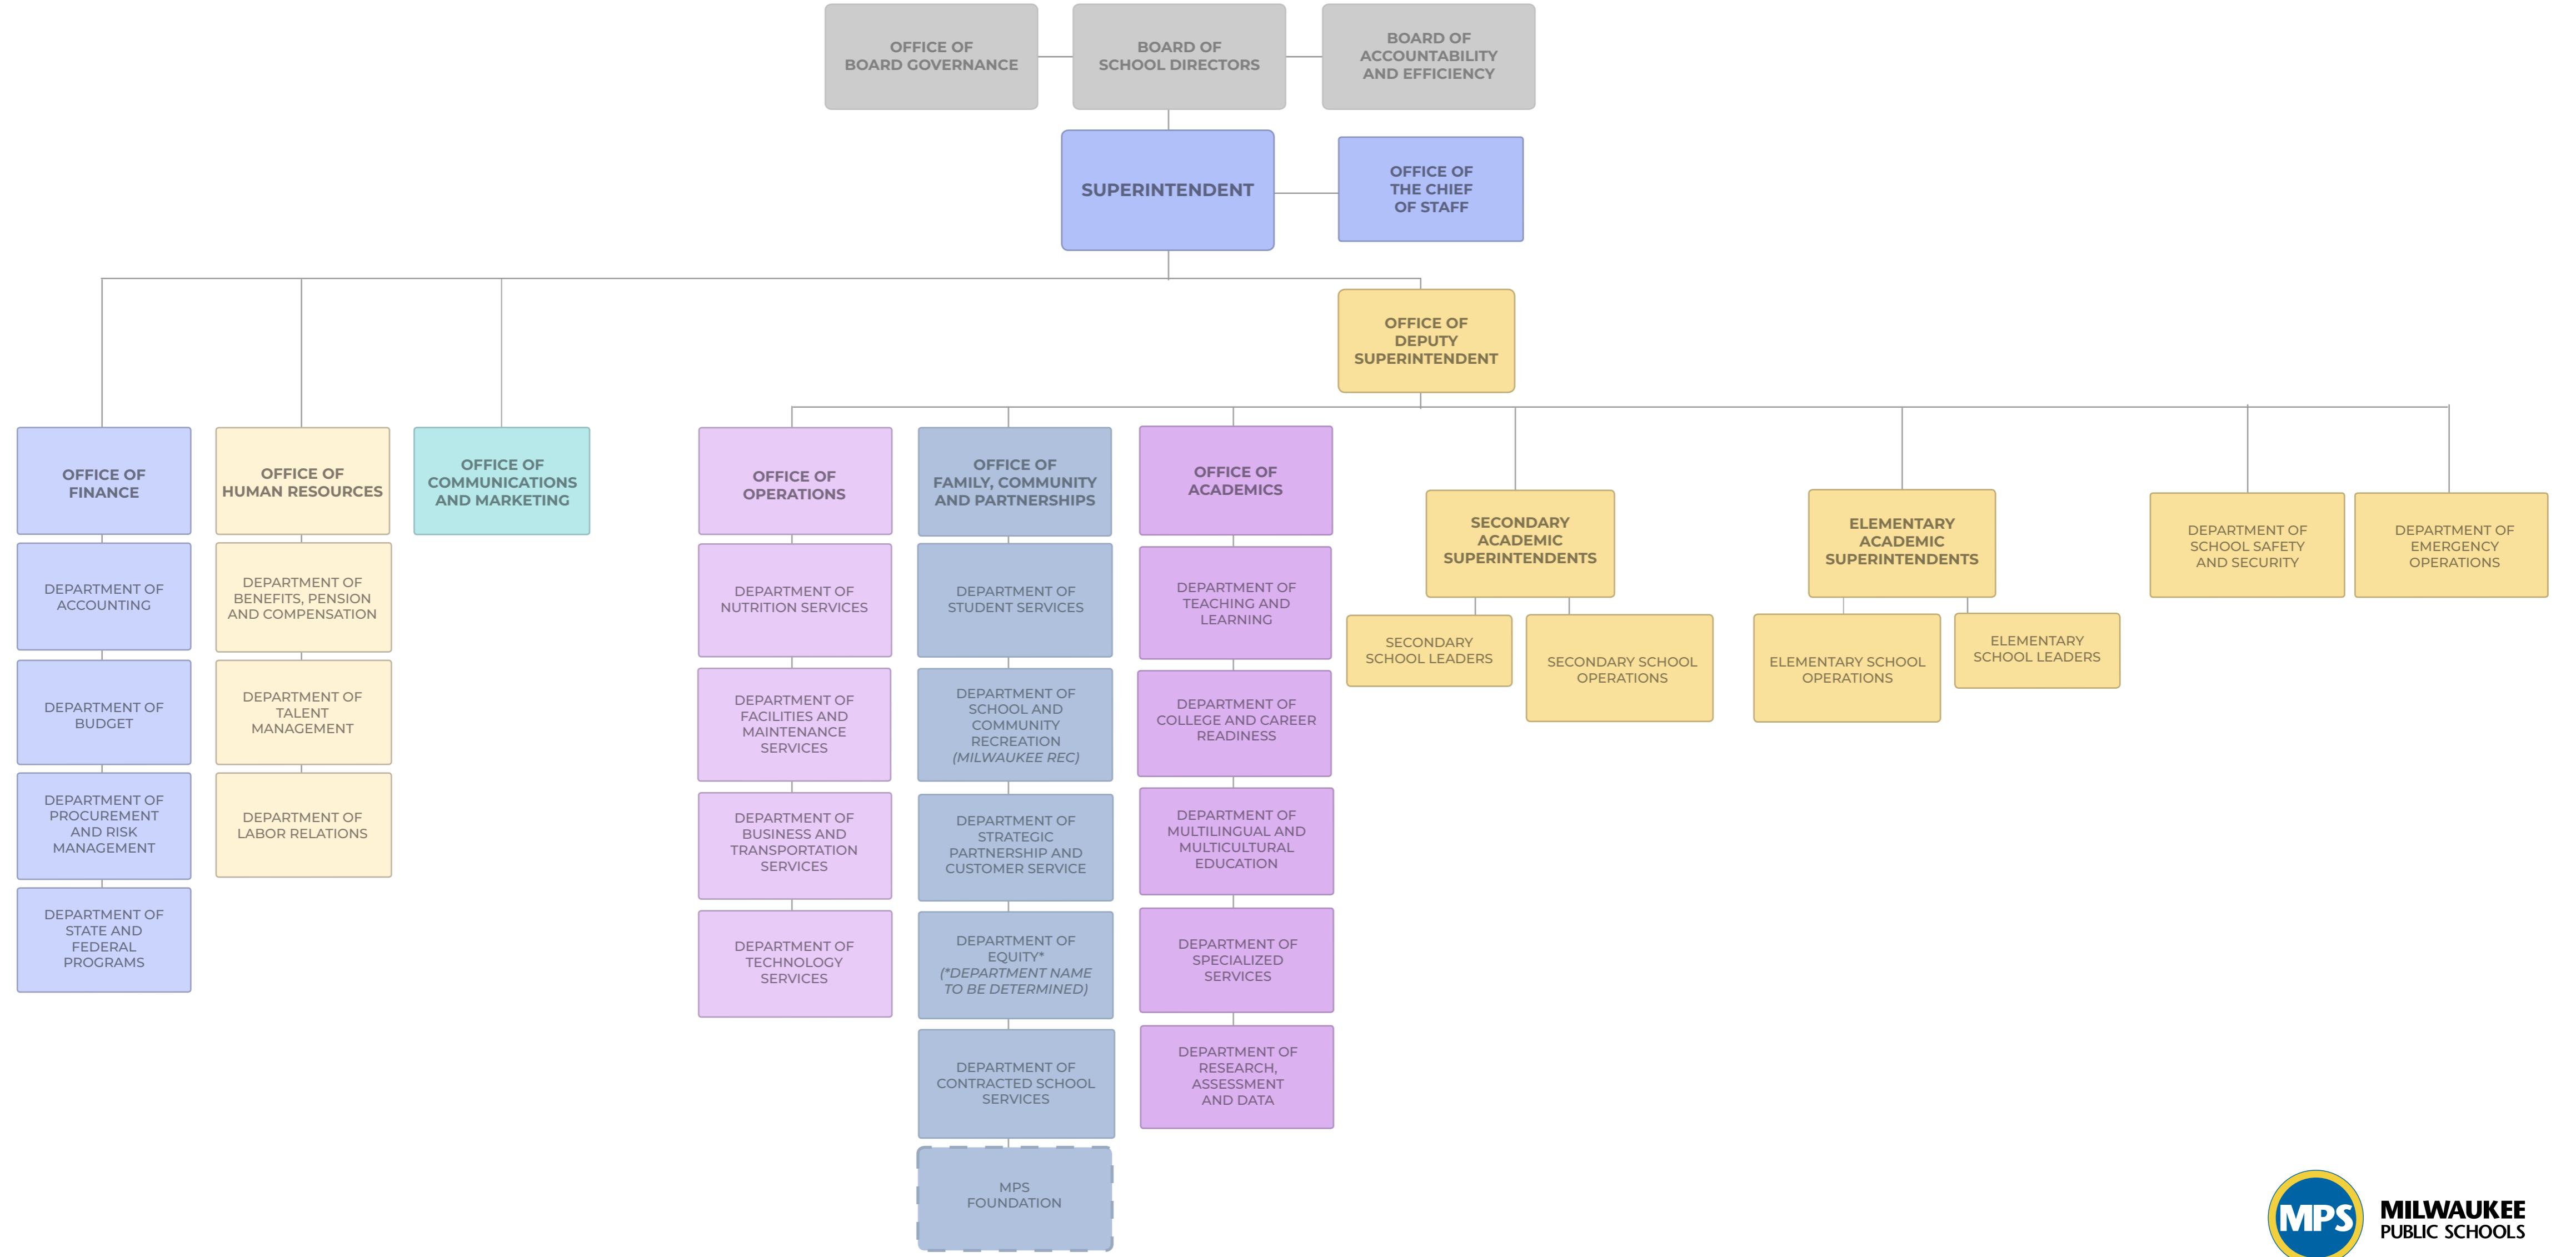 OFFICE OF
BOARD GOVERNANCE
BOARD OF
SCHOOL DIRECTORS
BOARD OF
ACCOUNTABILITY
AND EFFICIENCY
SUPERINTENDENT
OFFICE OF
THE CHIEF
OF STAFF
OFFICE OF
DEPUTY
SUPERINTENDENT
OFFICE OF
FINANCE
DEPARTMENT OF
ACCOUNTING
DEPARTMENT OF
BUDGET
DEPARTMENT OF
PROCUREMENT
AND RISK
MANAGEMENT
DEPARTMENT OF
STATE AND
FEDERAL
PROGRAMS
OFFICE OF
HUMAN RESOURCES
DEPARTMENT OF
BENEFITS, PENSION
AND COMPENSATION
DEPARTMENT OF
TALENT
MANAGEMENT
DEPARTMENT OF
LABOR RELATIONS
OFFICE OF
COMMUNICATIONS
AND MARKETING
OFFICE OF
OPERATIONS
DEPARTMENT OF
NUTRITION SERVICES
DEPARTMENT OF
FACILITIES AND
MAINTENANCE
SERVICES
DEPARTMENT OF
BUSINESS AND
TRANSPORTATION
SERVICES
DEPARTMENT OF
TECHNOLOGY
SERVICES
OFFICE OF
FAMILY, COMMUNITY
AND PARTNERSHIPS
DEPARTMENT OF
STUDENT SERVICES
DEPARTMENT OF
SCHOOL AND
COMMUNITY
RECREATION
(MILWAUKEE REC)
DEPARTMENT OF
STRATEGIC
PARTNERSHIP AND
CUSTOMER SERVICE
DEPARTMENT OF
EQUITY*
(*DEPARTMENT NAME
TO BE DETERMINED)
DEPARTMENT OF
CONTRACTED SCHOOL
SERVICES
MPS
FOUNDATION
OFFICE OF
ACADEMICS
DEPARTMENT OF
TEACHING AND
LEARNING
DEPARTMENT OF
COLLEGE AND CAREER
READINESS
DEPARTMENT OF
MULTILINGUAL AND
MULTICULTURAL
EDUCATION
DEPARTMENT OF
SPECIALIZED
SERVICES
DEPARTMENT OF
RESEARCH,
ASSESSMENT
AND DATA
SECONDARY
ACADEMIC
SUPERINTENDENTS
SECONDARY
SCHOOL LEADERS
SECONDARY SCHOOL
OPERATIONS
ELEMENTARY
ACADEMIC
SUPERINTENDENTS
ELEMENTARY SCHOOL
OPERATIONS
ELEMENTARY
SCHOOL LEADERS
DEPARTMENT OF
SCHOOL SAFETY
AND SECURITY
DEPARTMENT OF
EMERGENCY
OPERATIONS
MPS
MILWAUKEE
PUBLIC SCHOOLS